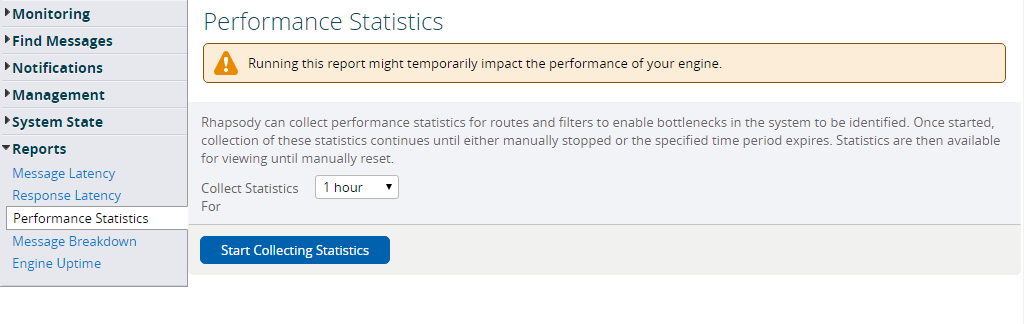 Monitoring
Find Messages
Notifications
Management
System State
Reports
Message Latency
Response Latency
Performance Statistics
Message Breakdown
Engine Uptime
Performance Statistics
Running this report might temporarily impact the performance of your engine.
Rhapsody can collect performance statistics for routes and filters to enable bottlenecks in the system to be identified. Once started,
collection of these statistics continues until either manually stopped or the specified time period expires. Statistics are then available
for viewing until manually reset.
Collect Statistics
For
1 hour
Start Collecting Statistics